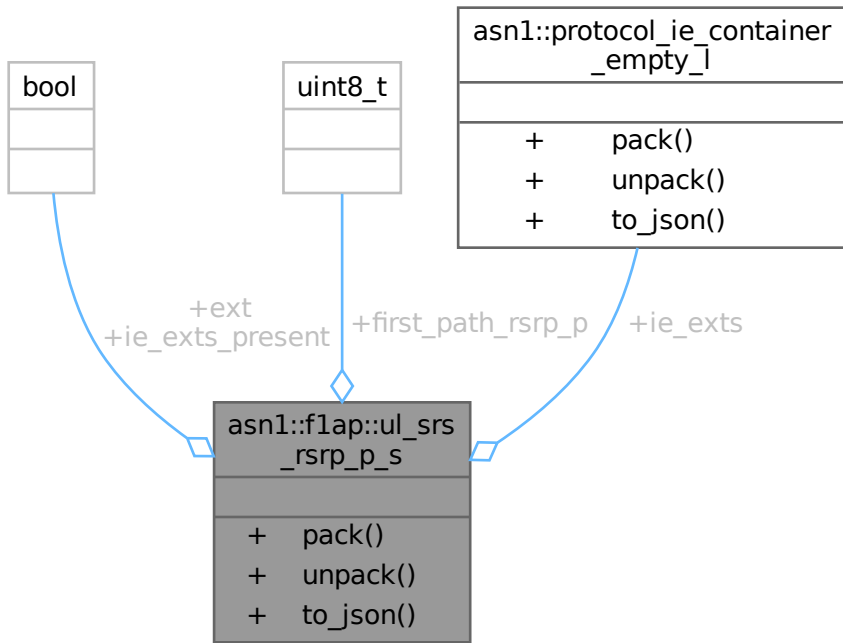 asn1::protocol_ie_container
_empty_l
+ pack()
+ unpack()
+ to_json()
bool
uint8_t
+ext
+ie_exts_present
+first_path_rsrp_p
+ie_exts
asn1::f1ap::ul_srs
_rsrp_p_s
+ pack()
+ unpack()
+ to_json()